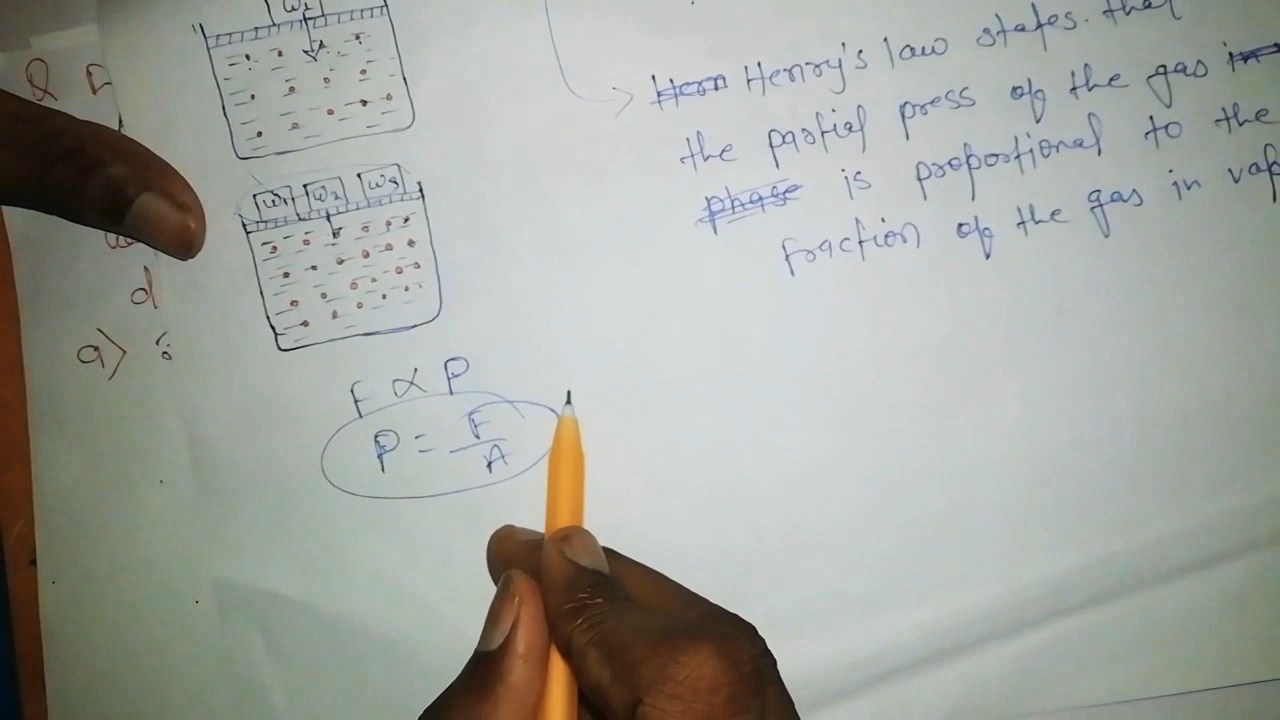 W1 W2 W3
d
a) :
F ∝ P
P = F/A
Henry's law states. that
the partial press of the gas in
phase is proportional to the
fraction of the gas in vap